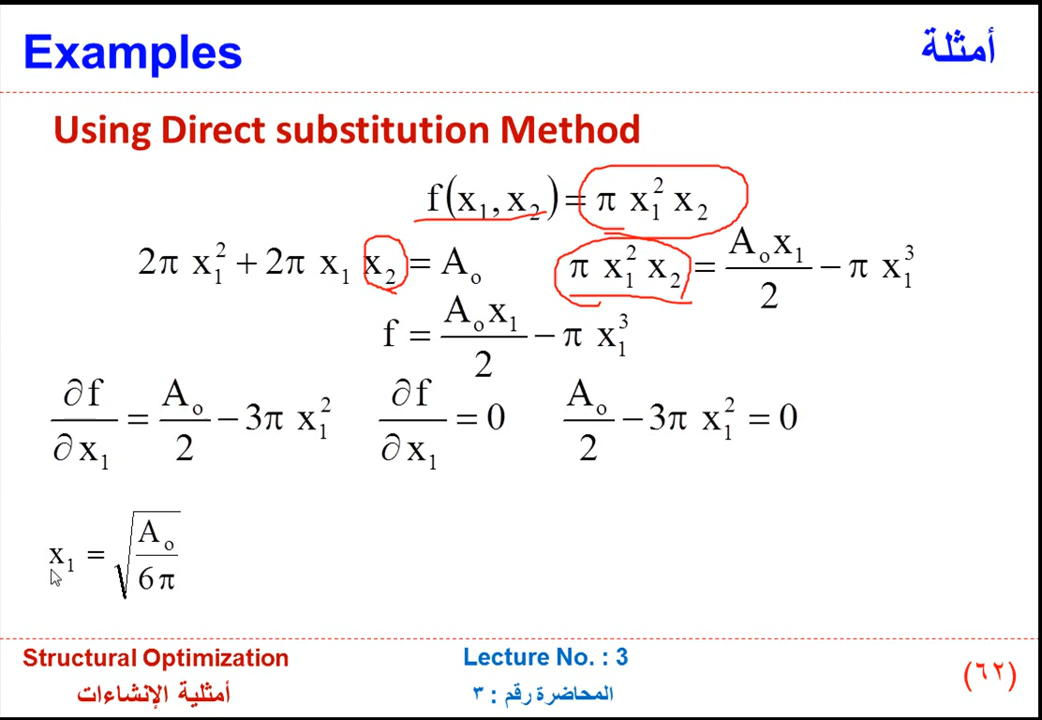 Examples
أمثلة
Using Direct substitution Method
f(x₁, x₂) = π x₁² x₂
2π x₁² + 2π x₁ x₂ = Aₒ π x₁² x₂ = Aₒx₁/2 − π x₁³
f = Aₒx₁/2 − π x₁³
∂f/∂x₁ = Aₒ/2 − 3π x₁² ∂f/∂x₁ = 0 Aₒ/2 − 3π x₁² = 0
x₁ = √(Aₒ/6π)
Structural Optimization
أمثلية الإنشاءات
Lecture No. : 3
المحاضرة رقم : ٣
(٦٢)